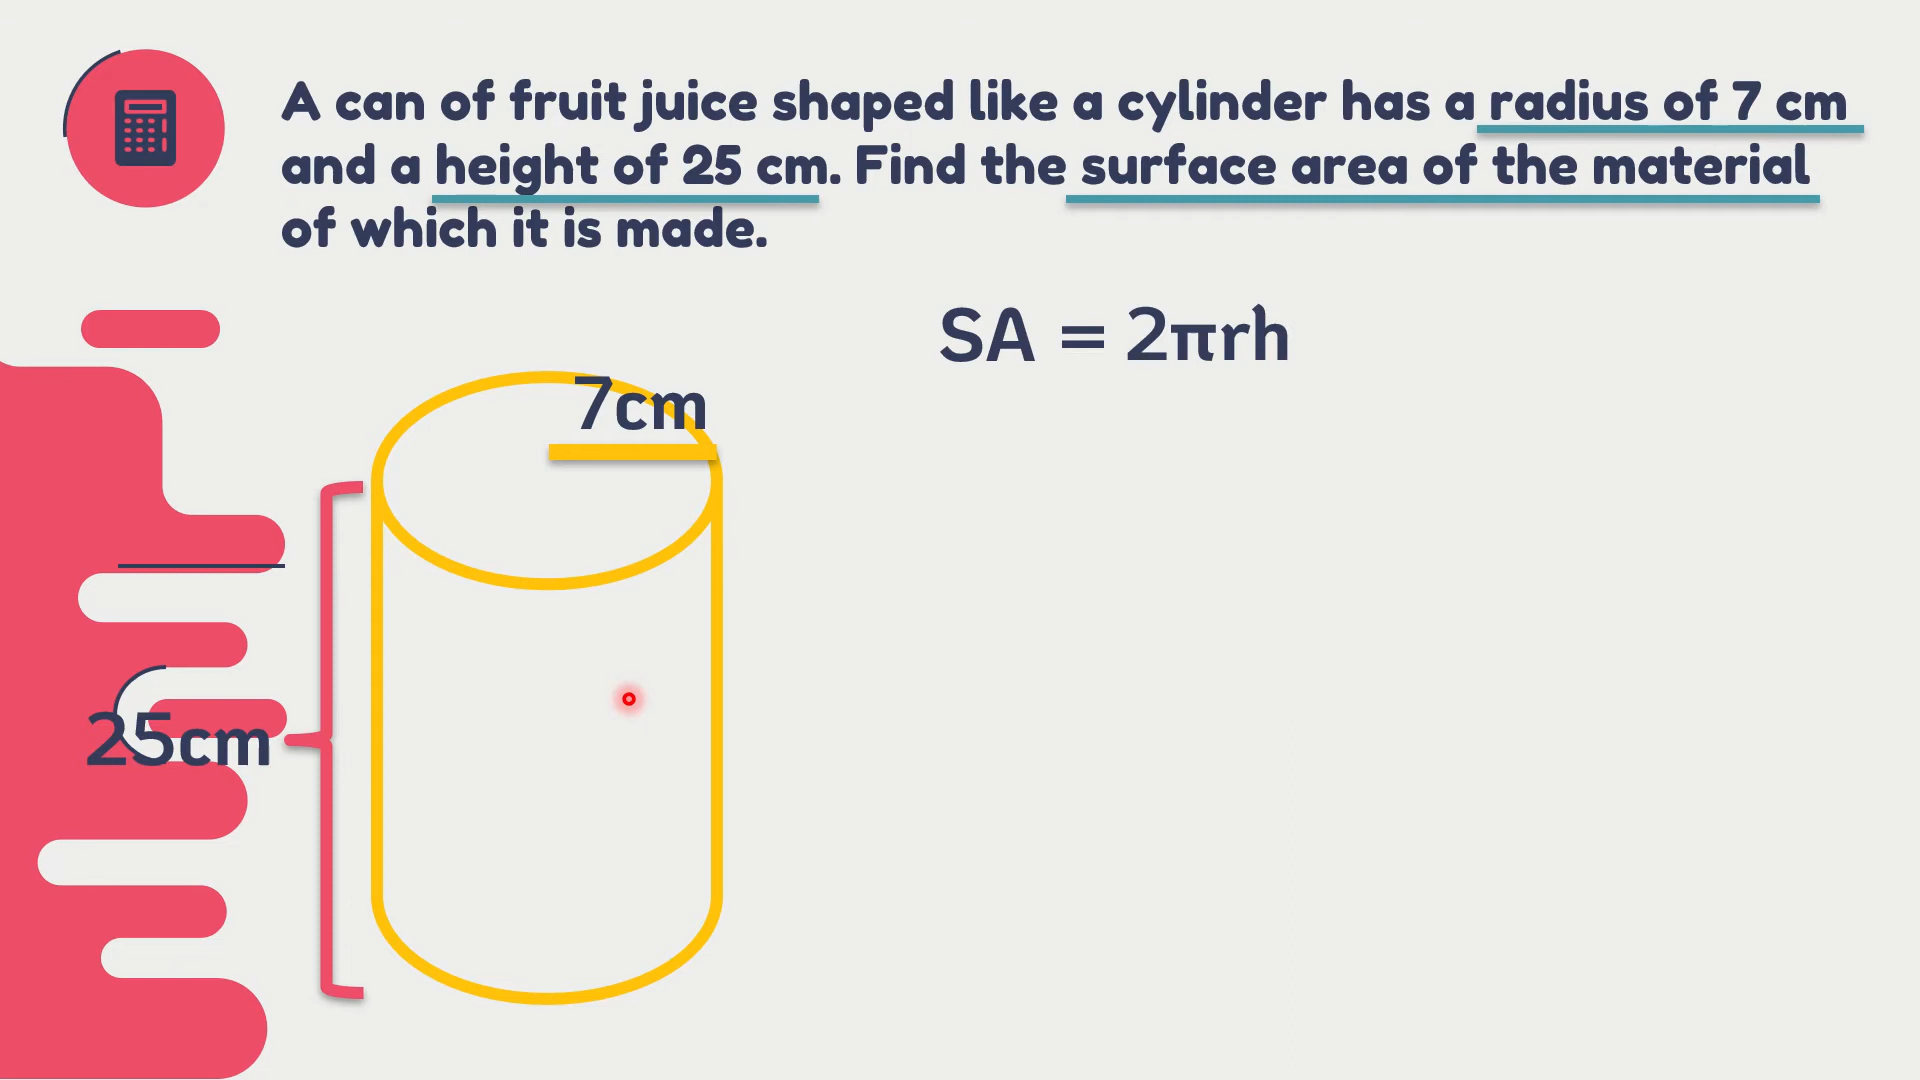 A can of fruit juice shaped like a cylinder has a radius of 7 cm
and a height of 25 cm. Find the surface area of the material
of which it is made.
SA = 2πrh
7cm
25cm